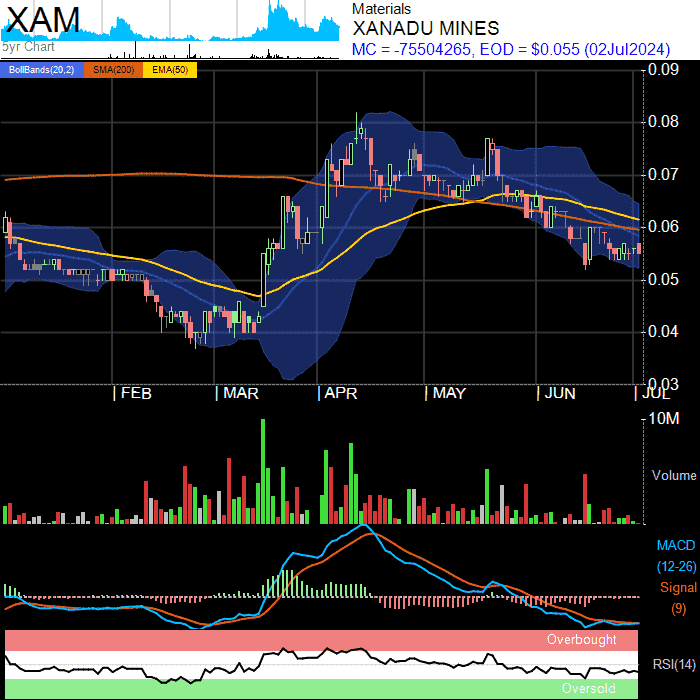 XAM
5yr Chart
Materials
XANADU MINES
MC = -75504265, EOD = $0.055 (02Jul2024)
BollBands(20,2) SMA(200) EMA(50)
0.09
0.08
0.07
0.06
0.05
0.04
0.03
FEB MAR APR MAY JUN JUL
10M
Volume
MACD
(12-26)
Signal
(9)
Overbought
RSI(14)
Oversold